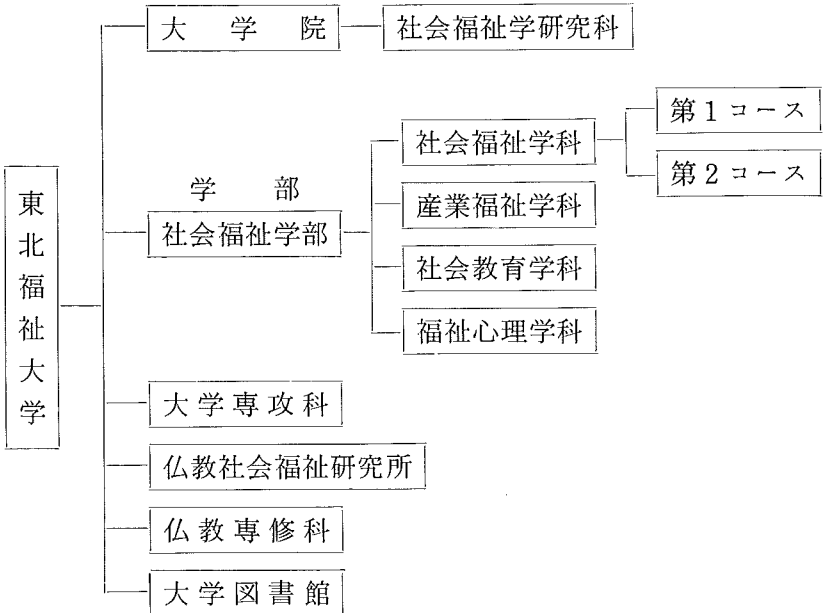 東北福祉大学
大学院
社会福祉学研究科
学部
社会福祉学部
社会福祉学科
第1コース
第2コース
産業福祉学科
社会教育学科
福祉心理学科
大学専攻科
仏教社会福祉研究所
仏教専修科
大学図書館